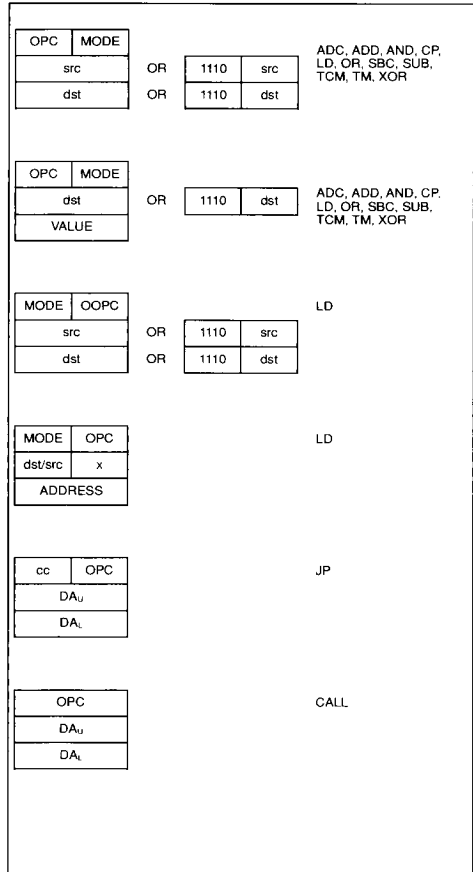 OPC MODE
src OR 1110 src
dst OR 1110 dst
ADC, ADD, AND, CP,
LD, OR, SBC, SUB,
TCM, TM, XOR
OPC MODE
dst OR 1110 dst
VALUE
ADC, ADD, AND, CP,
LD, OR, SBC, SUB,
TCM, TM, XOR
MODE OOPC LD
src OR 1110 src
dst OR 1110 dst
MODE OPC LD
dst/src x
ADDRESS
cc OPC JP
DAU
DAL
OPC CALL
DAU
DAL